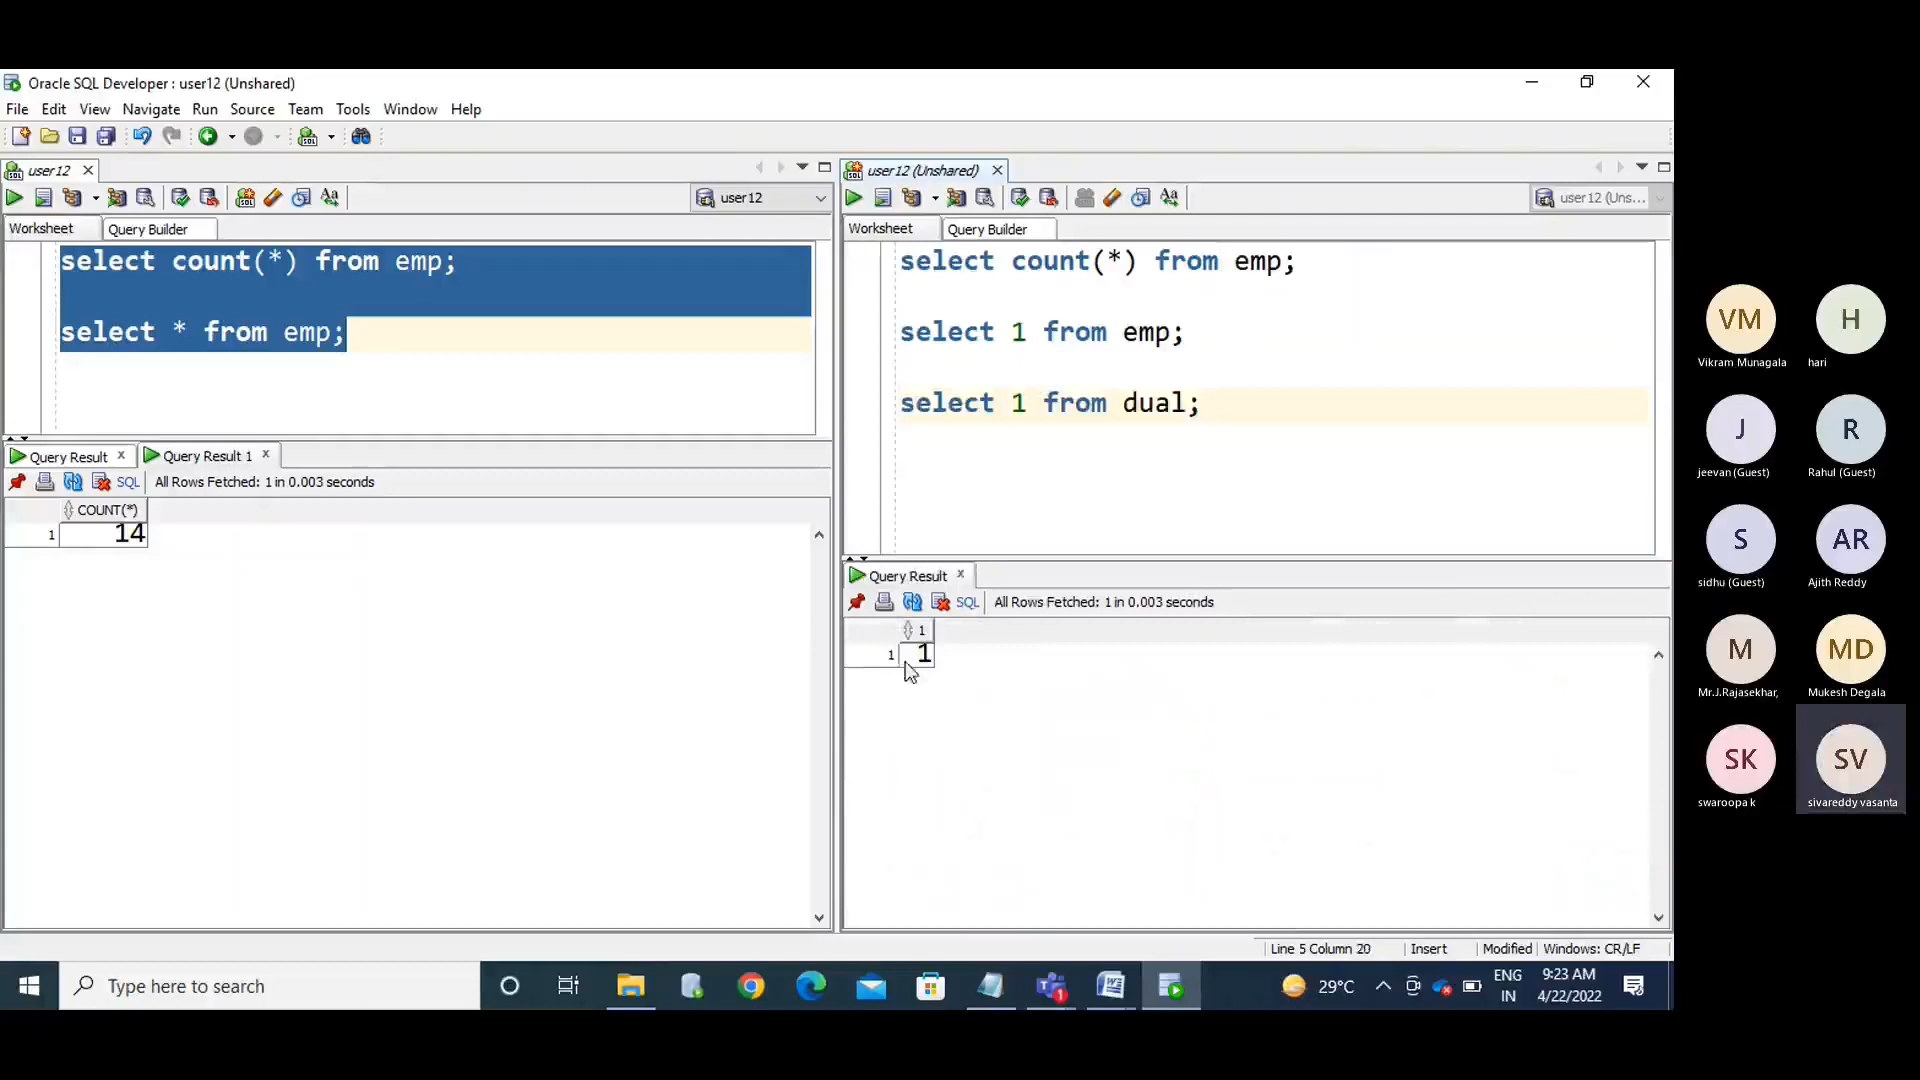 Oracle SQL Developer : user12 (Unshared)
File Edit View Navigate Run Source Team Tools Window Help
user12
user12
Worksheet Query Builder
select count(*) from emp;
select * from emp;
Query Result x Query Result 1 x
SQL All Rows Fetched: 1 in 0.003 seconds
COUNT(*)
1 14
user12 (Unshared)
user12 (Uns...
Worksheet Query Builder
select count(*) from emp;
select 1 from emp;
select 1 from dual;
Query Result x
SQL All Rows Fetched: 1 in 0.003 seconds
1
1 1
Line 5 Column 20 Insert Modified Windows: CR/LF
Type here to search
29°C
ENG
IN
9:23 AM
4/22/2022
VM
Vikram Munagala
H
hari
J
jeevan (Guest)
R
Rahul (Guest)
S
sidhu (Guest)
AR
Ajith Reddy
M
Mr.J.Rajasekhar,
MD
Mukesh Degala
SK
swaroopa k
SV
sivareddy vasanta